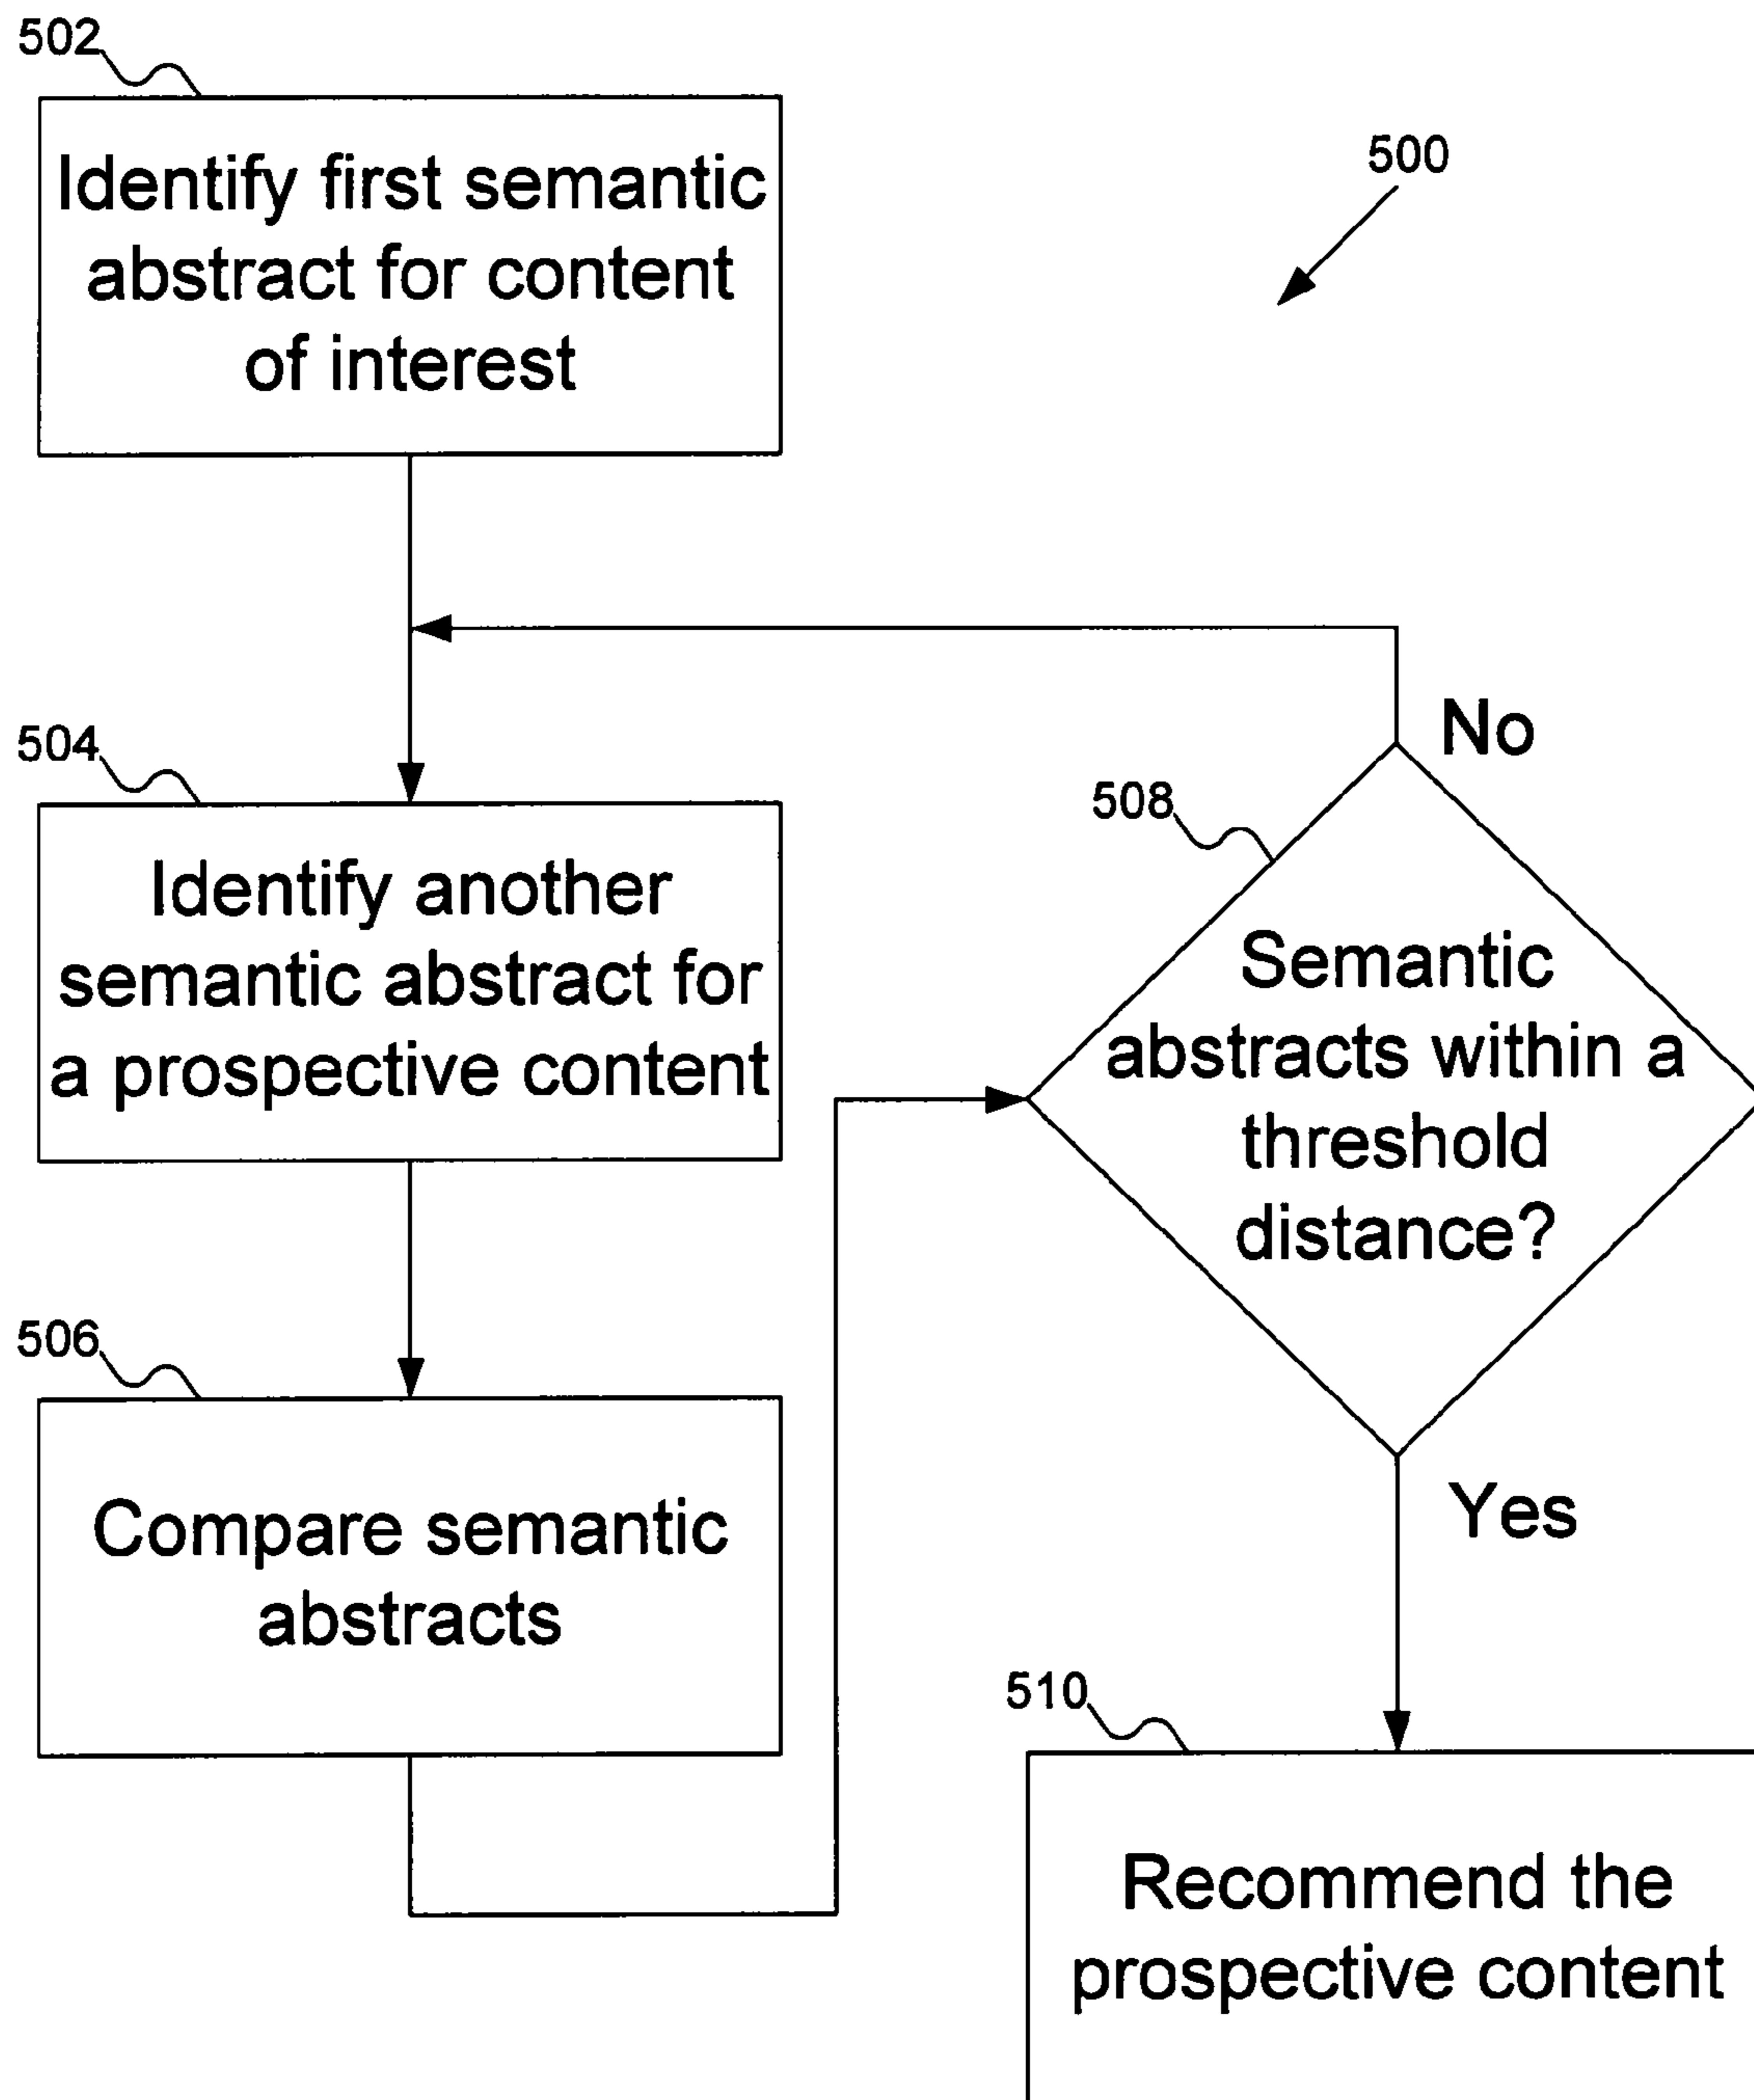 502
Identify first semantic
abstract for content
of interest
500
504
Identify another
semantic abstract for
a prospective content
506
Compare semantic
abstracts
No
508
Semantic
abstracts within a
threshold
distance?
Yes
510
Recommend the
prospective content